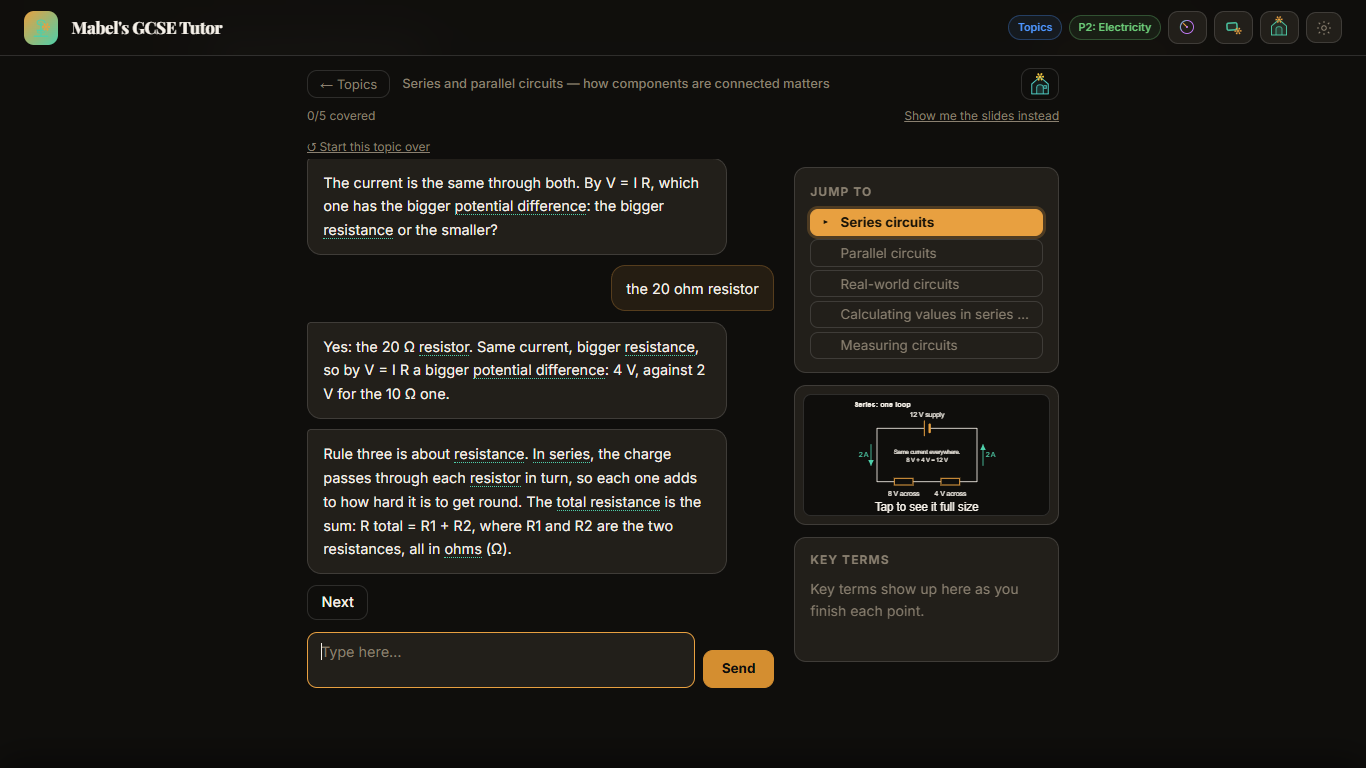 Mabel's GCSE Tutor
Topics
P2: Electricity
← Topics
Series and parallel circuits — how components are connected matters
0/5 covered
Show me the slides instead
↺ Start this topic over
The current is the same through both. By V = I R, which
one has the bigger potential difference: the bigger
resistance or the smaller?
the 20 ohm resistor
Yes: the 20 Ω resistor. Same current, bigger resistance,
so by V = I R a bigger potential difference: 4 V, against 2
V for the 10 Ω one.
Rule three is about resistance. In series, the charge
passes through each resistor in turn, so each one adds
to how hard it is to get round. The total resistance is the
sum: R total = R1 + R2, where R1 and R2 are the two
resistances, all in ohms (Ω).
Next
Type here...
Send
JUMP TO
Series circuits
Parallel circuits
Real-world circuits
Calculating values in series ...
Measuring circuits
Series: one loop
12 V supply
2A
Same current everywhere.
8 V + 4 V = 12 V
2A
8 V across
4 V across
Tap to see it full size
KEY TERMS
Key terms show up here as you
finish each point.